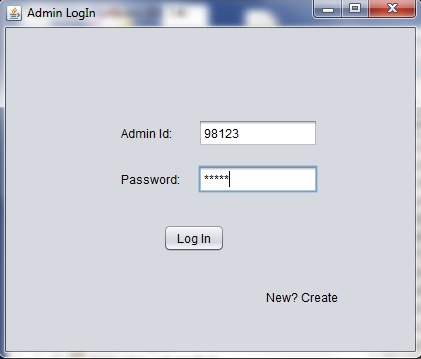 Admin LogIn
Admin Id: 98123
Password: *****
Log In
New? Create